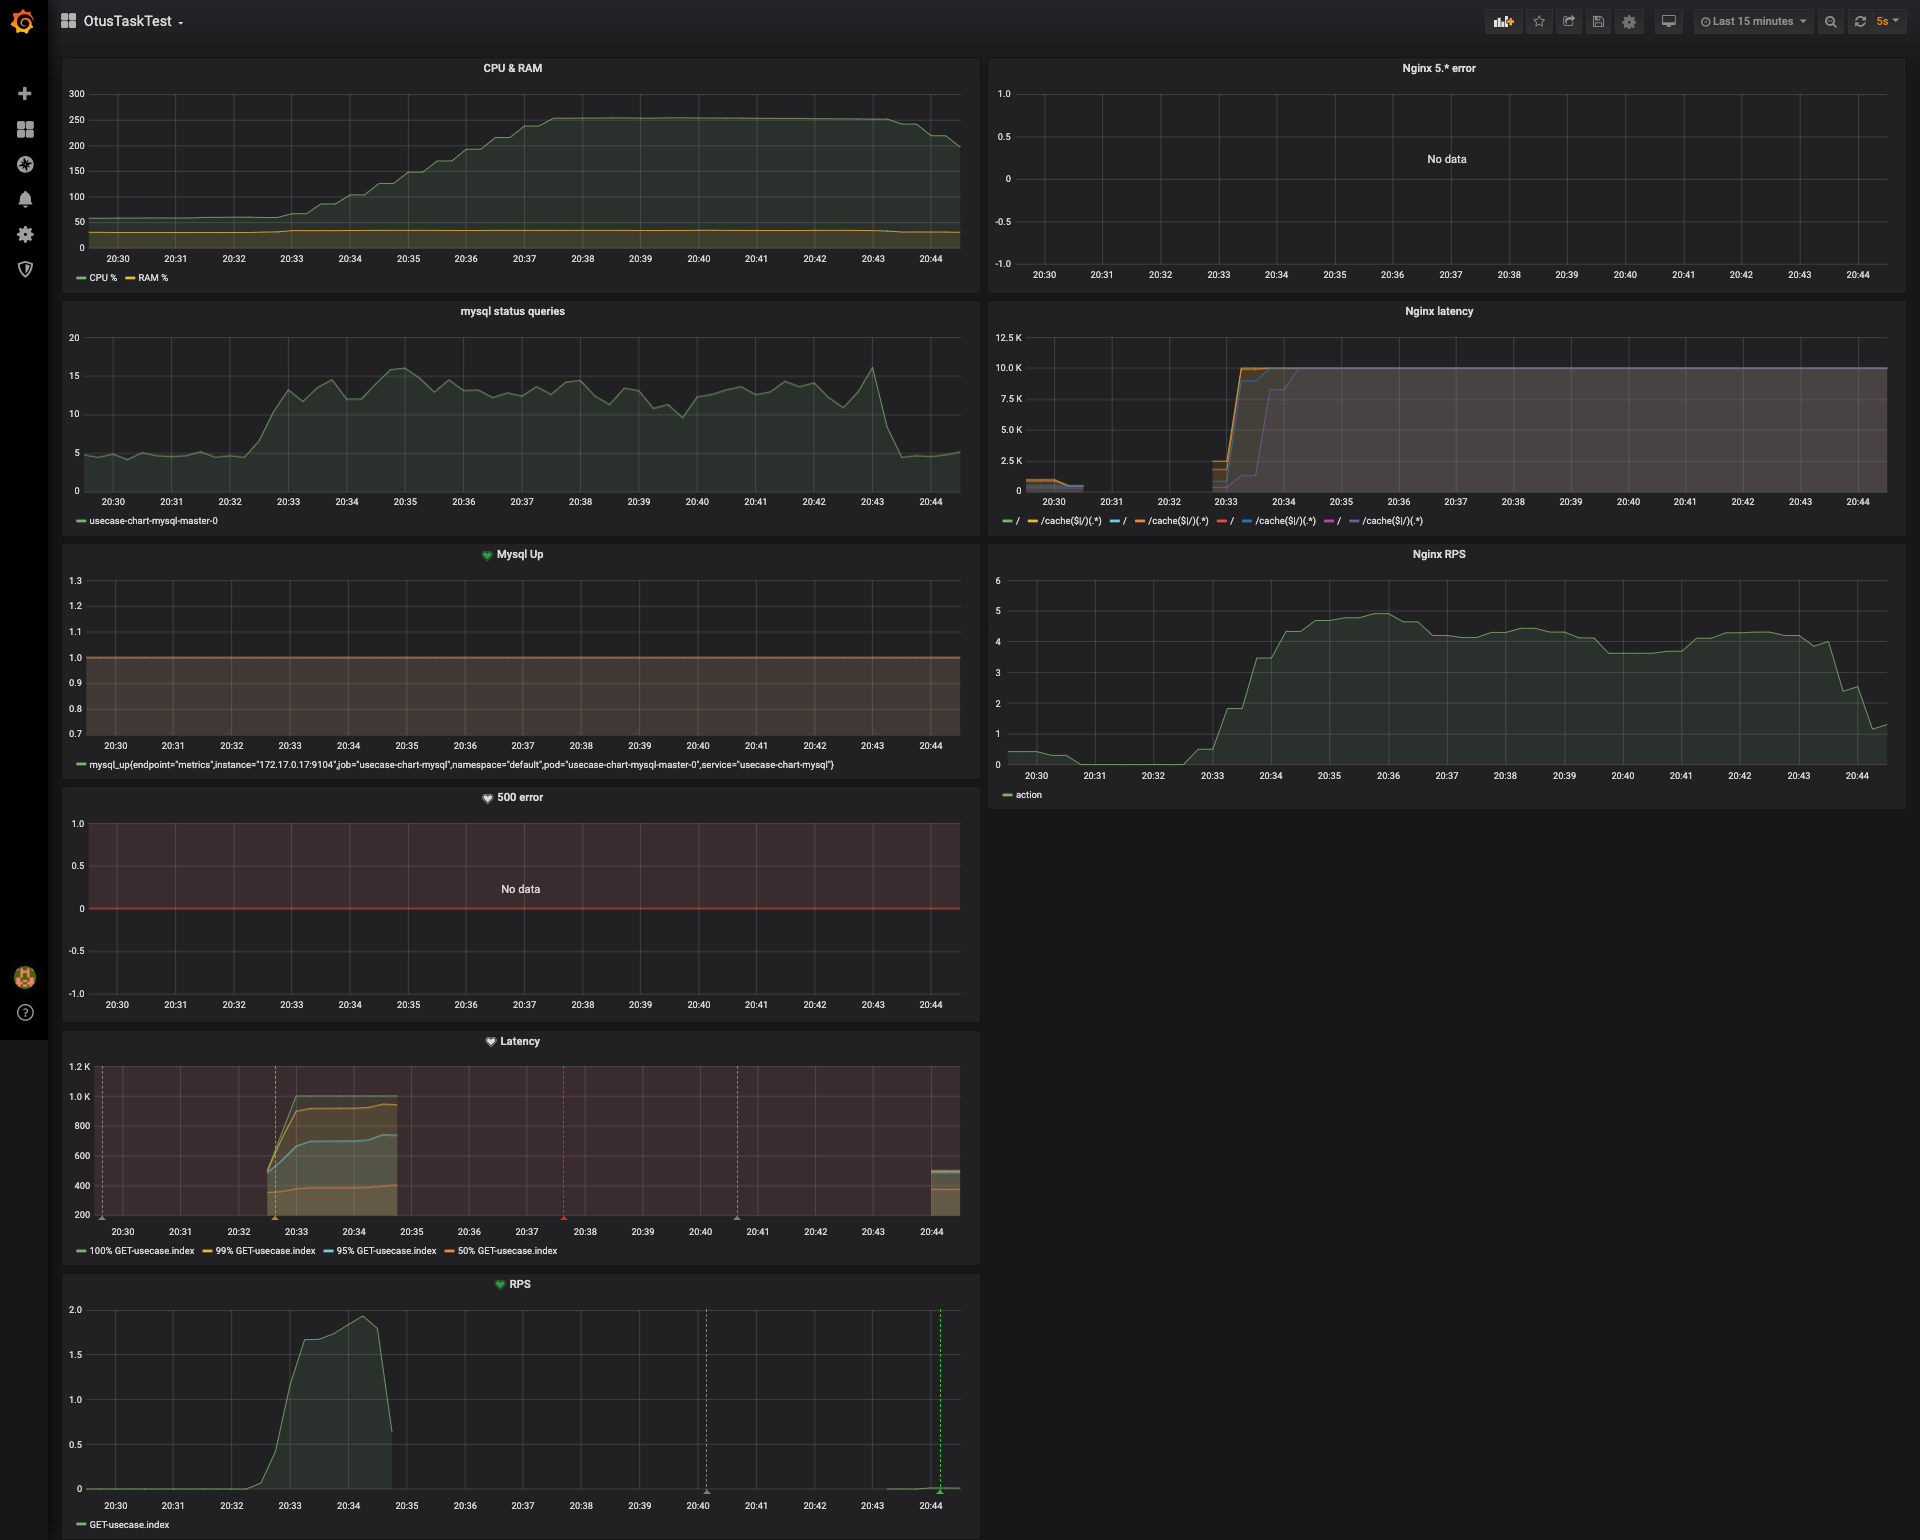 OtusTaskTest
Last 15 minutes
5s
CPU & RAM
300
250
200
150
100
50
0
20:30 20:31 20:32 20:33 20:34 20:35 20:36 20:37 20:38 20:39 20:40 20:41 20:42 20:43 20:44
CPU % RAM %
Nginx 5.* error
1.0
0.5
No data
0
-0.5
-1.0
20:30 20:31 20:32 20:33 20:34 20:35 20:36 20:37 20:38 20:39 20:40 20:41 20:42 20:43 20:44
mysql status queries
20
15
10
5
0
20:30 20:31 20:32 20:33 20:34 20:35 20:36 20:37 20:38 20:39 20:40 20:41 20:42 20:43 20:44
usecase-chart-mysql-master-0
Nginx latency
12.5 K
10.0 K
7.5 K
5.0 K
2.5 K
0
20:30 20:31 20:32 20:33 20:34 20:35 20:36 20:37 20:38 20:39 20:40 20:41 20:42 20:43 20:44
/ /cache($|/)(.*) / /cache($|/)(.*) / /cache($|/)(.*) / /cache($|/)(.*)
Mysql Up
1.3
1.2
1.1
1.0
0.9
0.8
0.7
20:30 20:31 20:32 20:33 20:34 20:35 20:36 20:37 20:38 20:39 20:40 20:41 20:42 20:43 20:44
mysql_up{endpoint="metrics",instance="172.17.0.17:9104",job="usecase-chart-mysql",namespace="default",pod="usecase-chart-mysql-master-0",service="usecase-chart-mysql"}
Nginx RPS
6
5
4
3
2
1
0
20:30 20:31 20:32 20:33 20:34 20:35 20:36 20:37 20:38 20:39 20:40 20:41 20:42 20:43 20:44
action
500 error
1.0
0.5
No data
0
-0.5
-1.0
20:30 20:31 20:32 20:33 20:34 20:35 20:36 20:37 20:38 20:39 20:40 20:41 20:42 20:43 20:44
Latency
1.2 K
1.0 K
800
600
400
200
20:30 20:31 20:32 20:33 20:34 20:35 20:36 20:37 20:38 20:39 20:40 20:41 20:42 20:43 20:44
100% GET-usecase.index 99% GET-usecase.index 95% GET-usecase.index 50% GET-usecase.index
RPS
2.0
1.5
1.0
0.5
0
20:30 20:31 20:32 20:33 20:34 20:35 20:36 20:37 20:38 20:39 20:40 20:41 20:42 20:43 20:44
GET-usecase.index